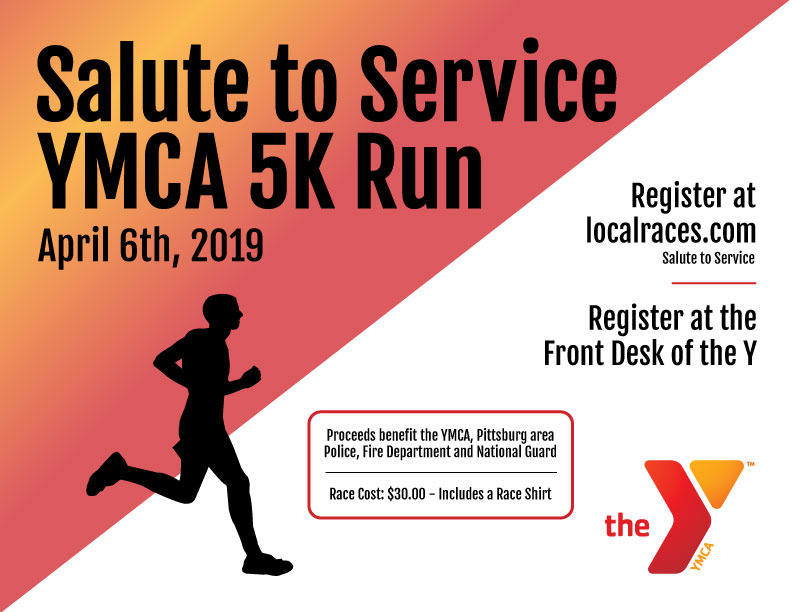 Salute to Service
YMCA 5K Run
April 6th, 2019
Register at
localraces.com
Salute to Service
Register at the
Front Desk of the Y
Proceeds benefit the YMCA, Pittsburg area
Police, Fire Department and National Guard
Race Cost: $30.00 - Includes a Race Shirt
the Y™
YMCA